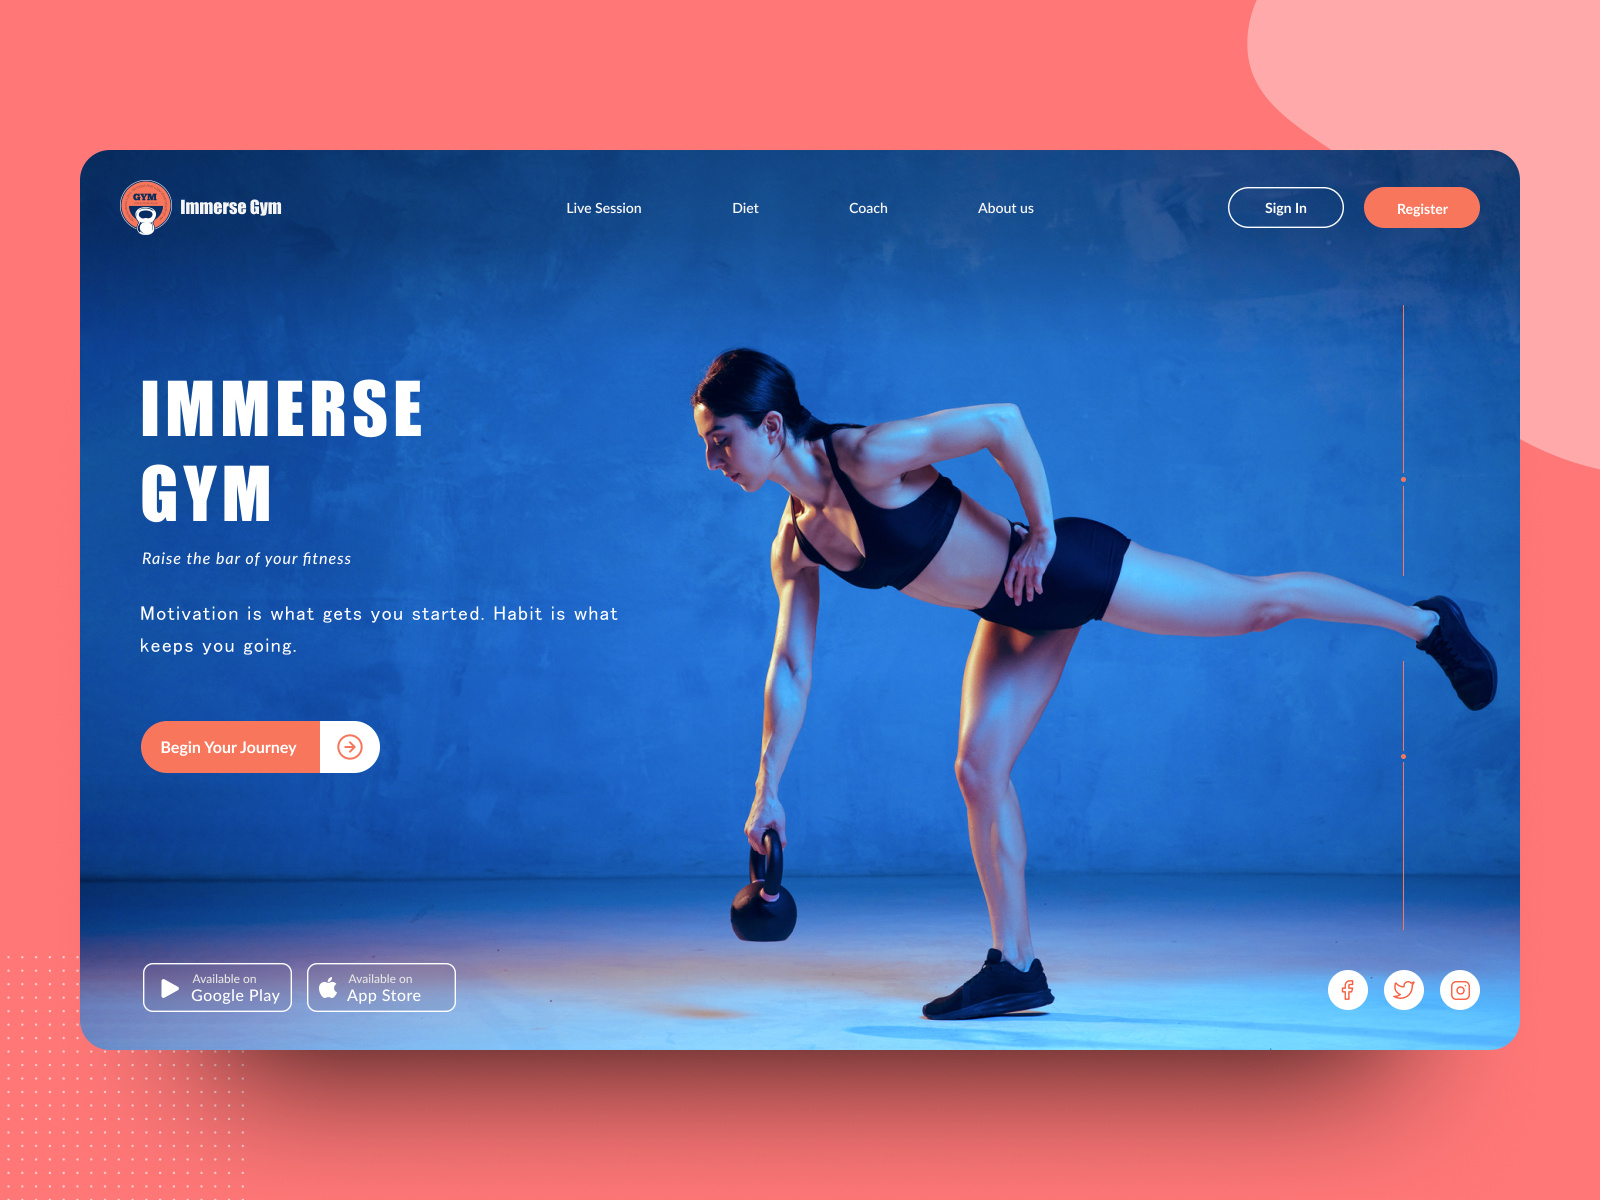 GYM
Immerse Gym
Live Session
Diet
Coach
About us
Sign In
Register
IMMERSE
GYM
Raise the bar of your fitness
Motivation is what gets you started. Habit is what
keeps you going.
Begin Your Journey
Available on
Google Play
Available on
App Store